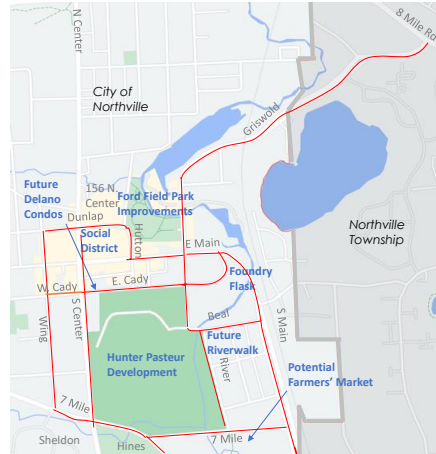 8 Mile Rd
N Center
City of
Northville
Griswold
156 N.
Center
Future
Delano
Condos
Ford Field Park
Improvements
Dunlap
Social
District
Hutton
Northville
Township
E Main
W. Cady
E. Cady
Foundry
Flask
Wing
S Center
Beal
S Main
Hunter Pasteur
Development
Future
Riverwalk
River
Potential
Farmers' Market
7 Mile
7 Mile
Sheldon
Hines